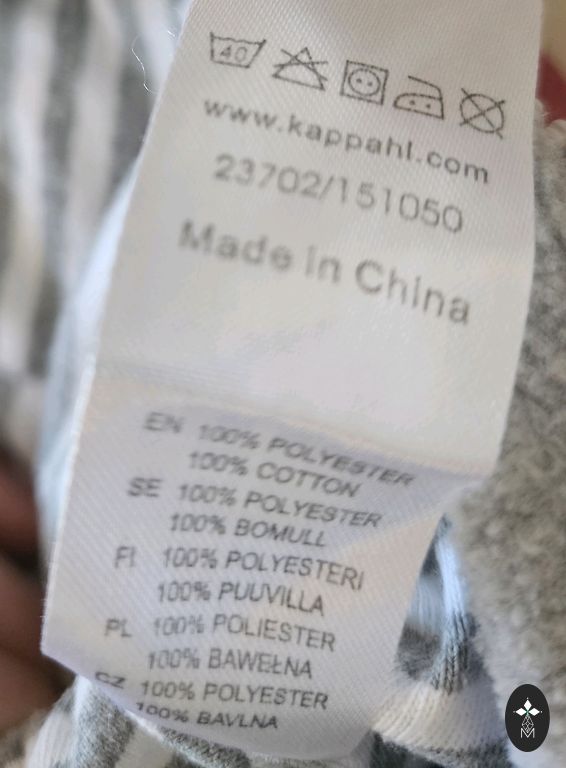 40
www.kappahl.com
23702/151050
Made in China
EN 100% POLYESTER
100% COTTON
SE 100% POLYESTER
100% BOMULL
FI 100% POLYESTERI
100% PUUVILLA
PL 100% POLIESTER
100% BAWEŁNA
CZ 100% POLYESTER
100% BAVLNA
M